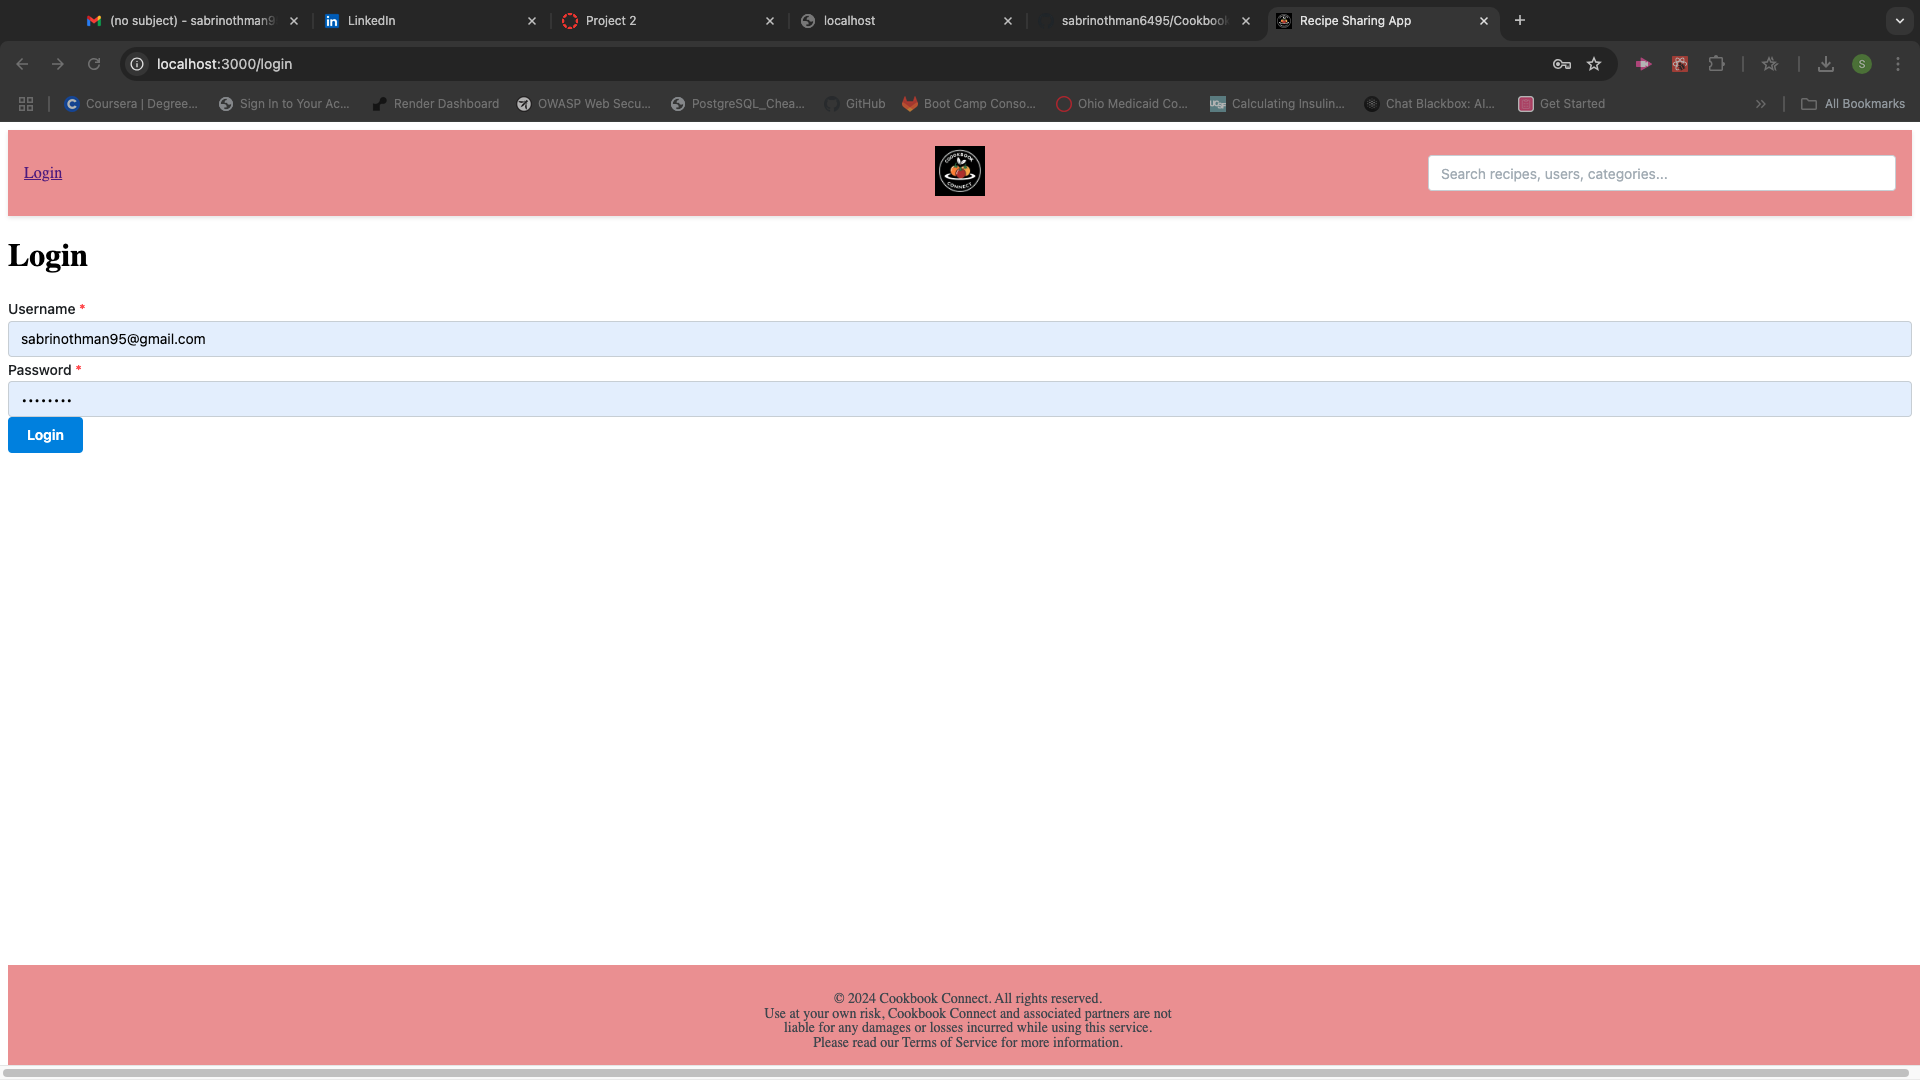 (no subject) - sabrinothman9
LinkedIn
Project 2
localhost
sabrinothman6495/Cookbook
Recipe Sharing App
localhost:3000/login
S
Coursera | Degree...
Sign In to Your Ac...
Render Dashboard
OWASP Web Secu...
PostgreSQL_Chea...
GitHub
Boot Camp Conso...
Ohio Medicaid Co...
Calculating Insulin...
Chat Blackbox: AI...
Get Started
All Bookmarks
Login
COOKBOOK
CONNECT
Search recipes, users, categories...
Login
Username *
sabrinothman95@gmail.com
Password *
••••••••
Login
© 2024 Cookbook Connect. All rights reserved.
Use at your own risk, Cookbook Connect and associated partners are not
liable for any damages or losses incurred while using this service.
Please read our Terms of Service for more information.